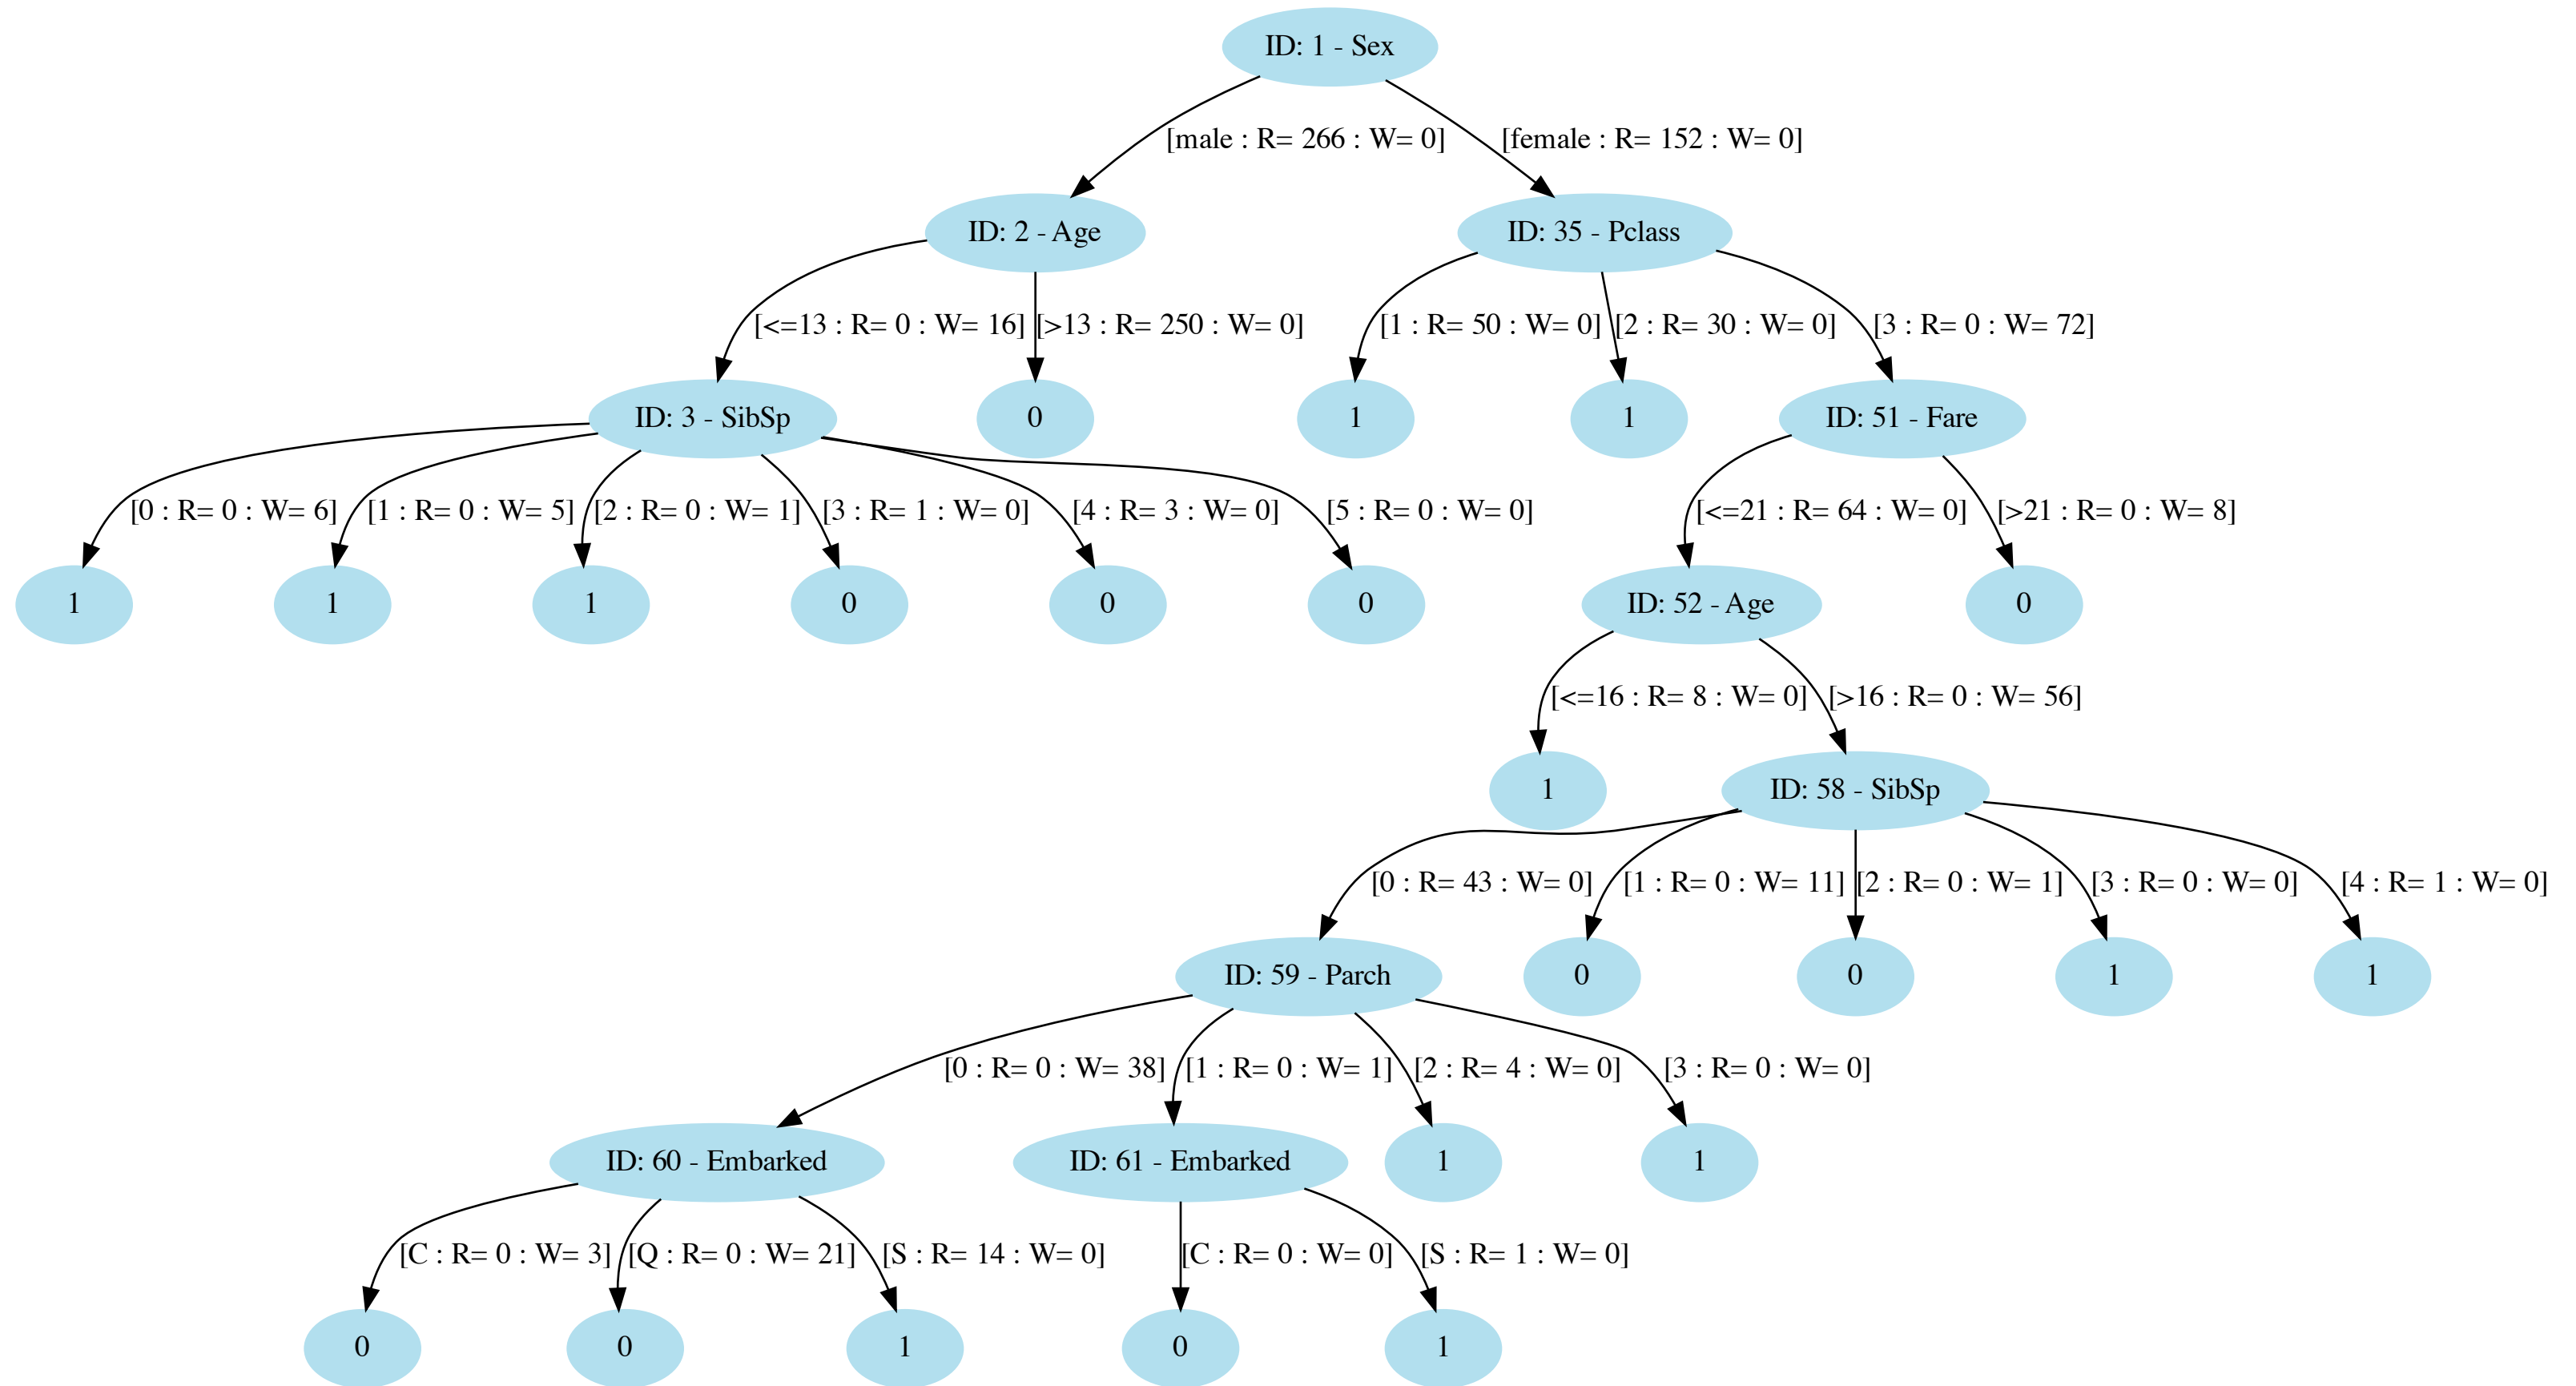 ID: 1 - Sex
[male : R= 266 : W= 0]
[female : R= 152 : W= 0]
ID: 2 - Age
ID: 35 - Pclass
[<=13 : R= 0 : W= 16]
[>13 : R= 250 : W= 0]
[1 : R= 50 : W= 0]
[2 : R= 30 : W= 0]
[3 : R= 0 : W= 72]
ID: 3 - SibSp
0
1
1
ID: 51 - Fare
[0 : R= 0 : W= 6]
[1 : R= 0 : W= 5]
[2 : R= 0 : W= 1]
[3 : R= 1 : W= 0]
[4 : R= 3 : W= 0]
[5 : R= 0 : W= 0]
[<=21 : R= 64 : W= 0]
[>21 : R= 0 : W= 8]
1
1
1
0
0
0
ID: 52 - Age
0
[<=16 : R= 8 : W= 0]
[>16 : R= 0 : W= 56]
1
ID: 58 - SibSp
[0 : R= 43 : W= 0]
[1 : R= 0 : W= 11]
[2 : R= 0 : W= 1]
[3 : R= 0 : W= 0]
[4 : R= 1 : W= 0]
ID: 59 - Parch
0
0
1
1
[0 : R= 0 : W= 38]
[1 : R= 0 : W= 1]
[2 : R= 4 : W= 0]
[3 : R= 0 : W= 0]
ID: 60 - Embarked
ID: 61 - Embarked
1
1
[C : R= 0 : W= 3]
[Q : R= 0 : W= 21]
[S : R= 14 : W= 0]
[C : R= 0 : W= 0]
[S : R= 1 : W= 0]
0
0
1
0
1